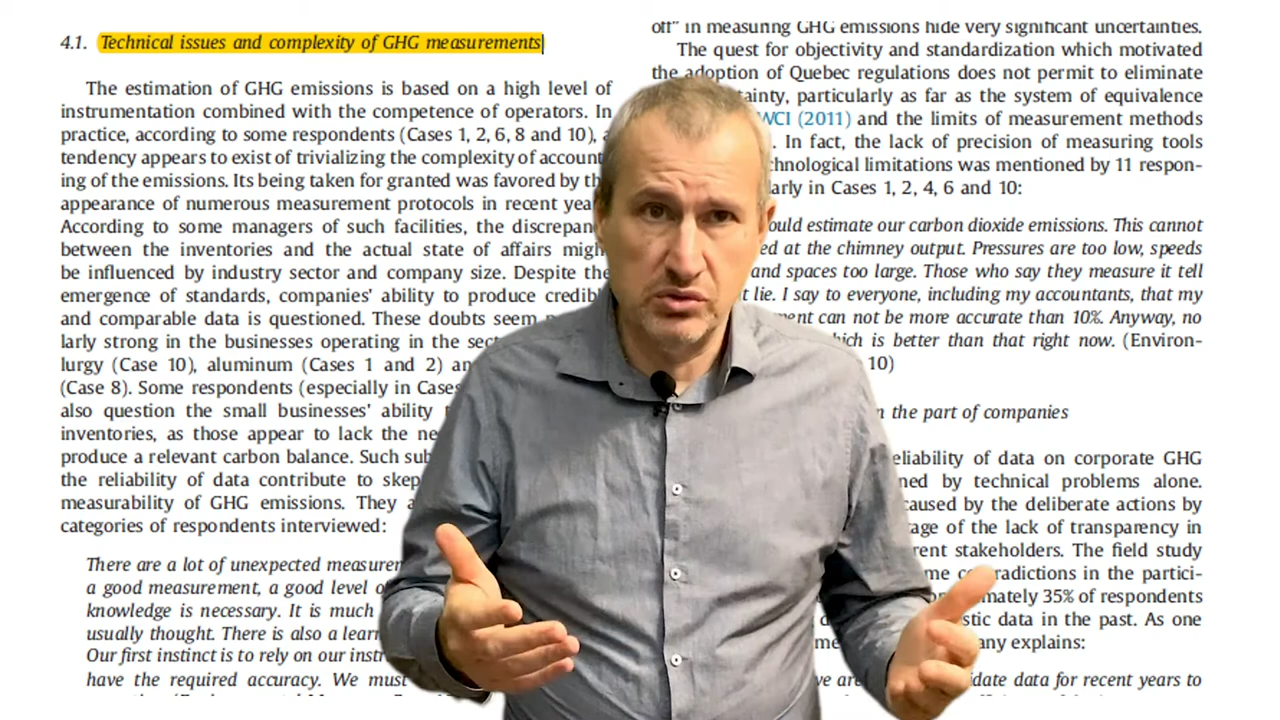 4.1. Technical issues and complexity of GHG measurements
The estimation of GHG emissions is based on a high level of
instrumentation combined with the competence of operators. In
practice, according to some respondents (Cases 1, 2, 6, 8 and 10), a
tendency appears to exist of trivializing the complexity of account
ing of the emissions. Its being taken for granted was favored by th
appearance of numerous measurement protocols in recent yea
According to some managers of such facilities, the discrepan
between the inventories and the actual state of affairs migh
be influenced by industry sector and company size. Despite the
emergence of standards, companies' ability to produce credibl
and comparable data is questioned. These doubts seem
larly strong in the businesses operating in the sec
lurgy (Case 10), aluminum (Cases 1 and 2) an
(Case 8). Some respondents (especially in Cases
also question the small businesses' ability
inventories, as those appear to lack the ne
produce a relevant carbon balance. Such sub
the reliability of data contribute to skep
measurability of GHG emissions. They a
categories of respondents interviewed:
There are a lot of unexpected measurem
a good measurement, a good level o
knowledge is necessary. It is much
usually thought. There is also a learn
Our first instinct is to rely on our instr
have the required accuracy. We must
off" in measuring GHG emissions hide very significant uncertainties.
The quest for objectivity and standardization which motivated
the adoption of Quebec regulations does not permit to eliminate
tainty, particularly as far as the system of equivalence
WCI (2011) and the limits of measurement methods
. In fact, the lack of precision of measuring tools
chnological limitations was mentioned by 11 respon-
larly in Cases 1, 2, 4, 6 and 10:
ould estimate our carbon dioxide emissions. This cannot
ed at the chimney output. Pressures are too low, speeds
and spaces too large. Those who say they measure it tell
t lie. I say to everyone, including my accountants, that my
ment can not be more accurate than 10%. Anyway, no
hich is better than that right now. (Environ-
10)
n the part of companies
eliability of data on corporate GHG
ned by technical problems alone.
caused by the deliberate actions by
tage of the lack of transparency in
rent stakeholders. The field study
me co radictions in the partici-
mately 35% of respondents
stic data in the past. As one
any explains:
ve are idate data for recent years to